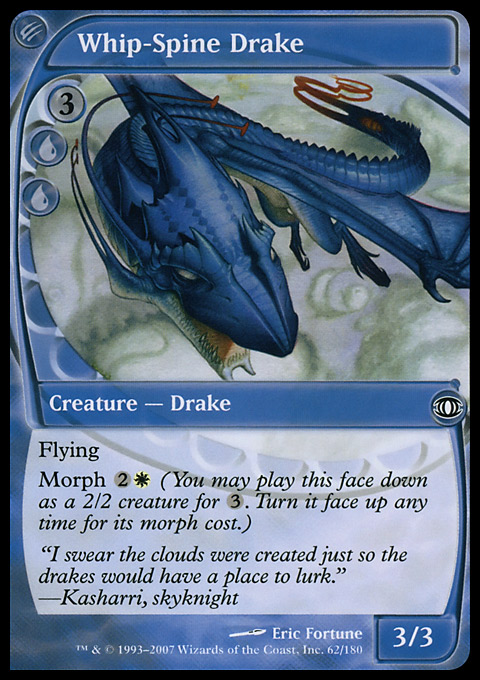 Whip-Spine Drake
3
Creature — Drake
Flying
Morph 2 (You may play this face down
as a 2/2 creature for 3. Turn it face up any
time for its morph cost.)
“I swear the clouds were created just so the
drakes would have a place to lurk.”
—Kasharri, skyknight
Eric Fortune
™ & © 1993–2007 Wizards of the Coast, Inc. 62/180
3/3